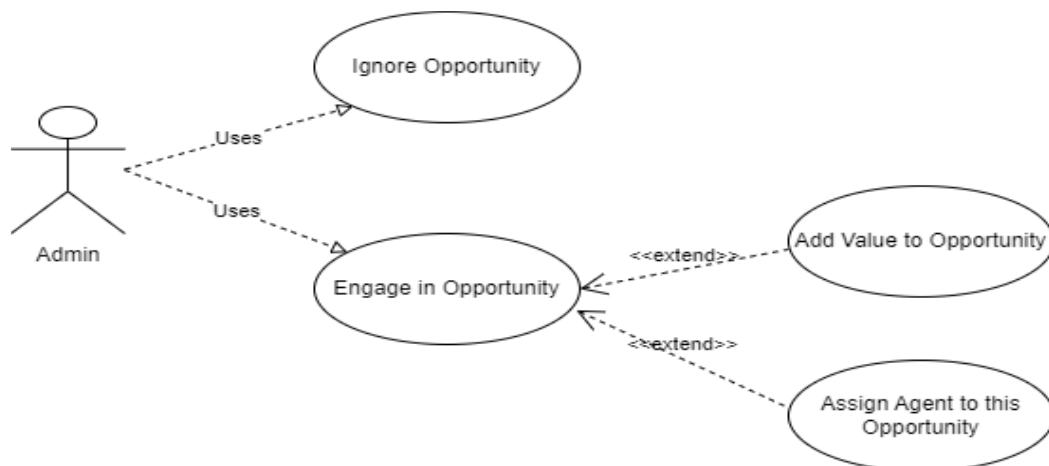 Ignore Opportunity
Uses
Uses
Admin
Engage in Opportunity
<<extend>>
Add Value to Opportunity
<<extend>>
Assign Agent to this
Opportunity